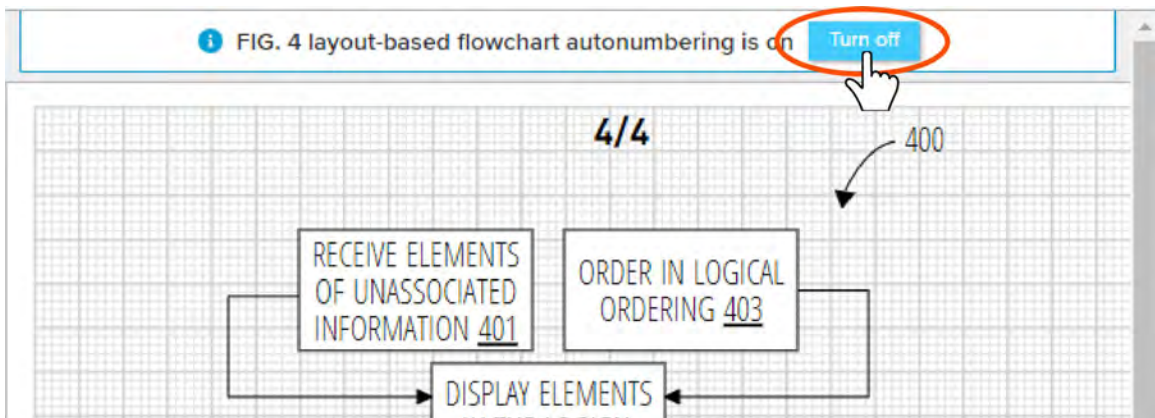 FIG. 4 layout-based flowchart autonumbering is on Turn off
4/4
400
RECEIVE ELEMENTS
OF UNASSOCIATED
INFORMATION 401
ORDER IN LOGICAL
ORDERING 403
DISPLAY ELEMENTS